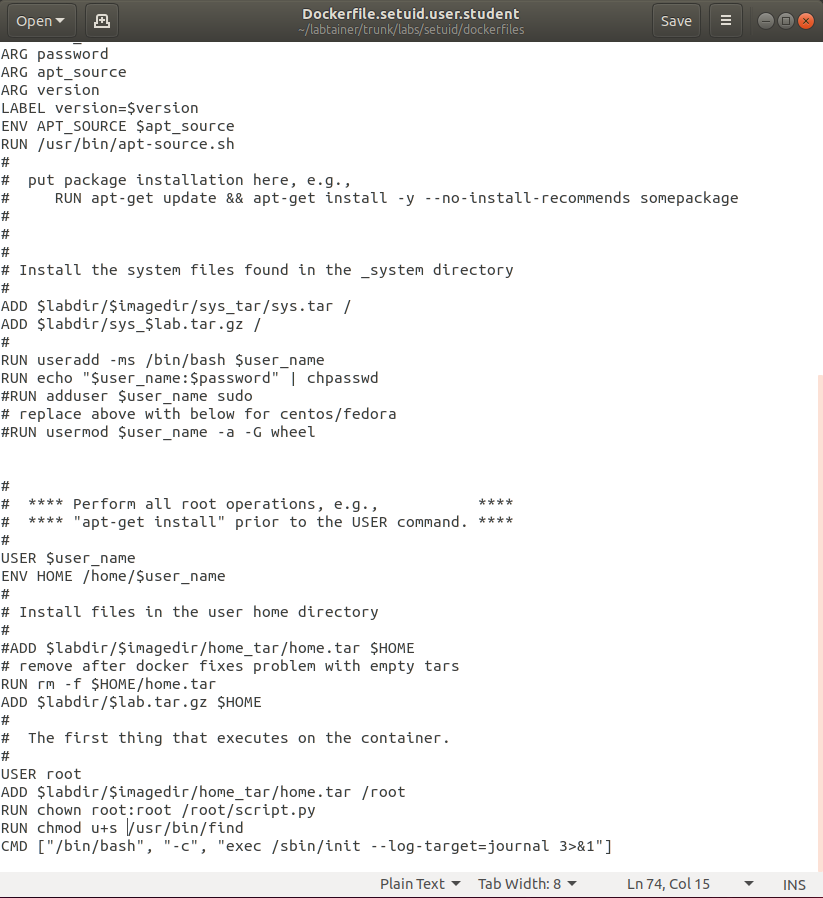 Open
Dockerfile.setuid.user.student
~/labtainer/trunk/labs/setuid/dockerfiles
Save
ARG password
ARG apt_source
ARG version
LABEL version=$version
ENV APT_SOURCE $apt_source
RUN /usr/bin/apt-source.sh
#
#  put package installation here, e.g.,
#     RUN apt-get update && apt-get install -y --no-install-recommends somepackage
#
#
#
# Install the system files found in the _system directory
#
ADD $labdir/$imagedir/sys_tar/sys.tar /
ADD $labdir/sys_$lab.tar.gz /
#
RUN useradd -ms /bin/bash $user_name
RUN echo "$user_name:$password" | chpasswd
#RUN adduser $user_name sudo
# replace above with below for centos/fedora
#RUN usermod $user_name -a -G wheel
#
#  **** Perform all root operations, e.g.,           ****
#  **** "apt-get install" prior to the USER command. ****
#
USER $user_name
ENV HOME /home/$user_name
#
# Install files in the user home directory
#
#ADD $labdir/$imagedir/home_tar/home.tar $HOME
# remove after docker fixes problem with empty tars
RUN rm -f $HOME/home.tar
ADD $labdir/$lab.tar.gz $HOME
#
#  The first thing that executes on the container.
#
USER root
ADD $labdir/$imagedir/home_tar/home.tar /root
RUN chown root:root /root/script.py
RUN chmod u+s /usr/bin/find
CMD ["/bin/bash", "-c", "exec /sbin/init --log-target=journal 3>&1"]
Plain Text Tab Width: 8 Ln 74, Col 15 INS